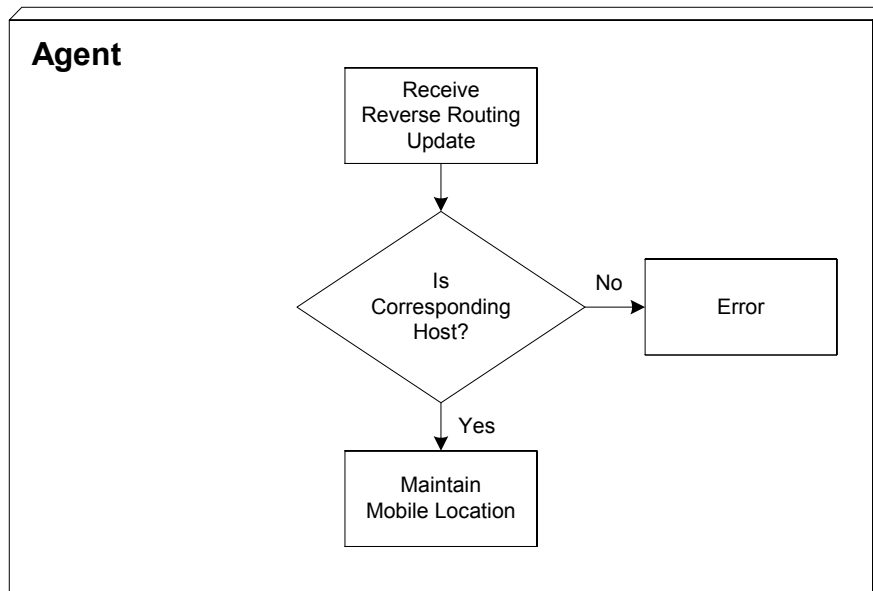 Agent
Receive
Reverse Routing
Update
Is
Corresponding
Host?
No
Error
Yes
Maintain
Mobile Location